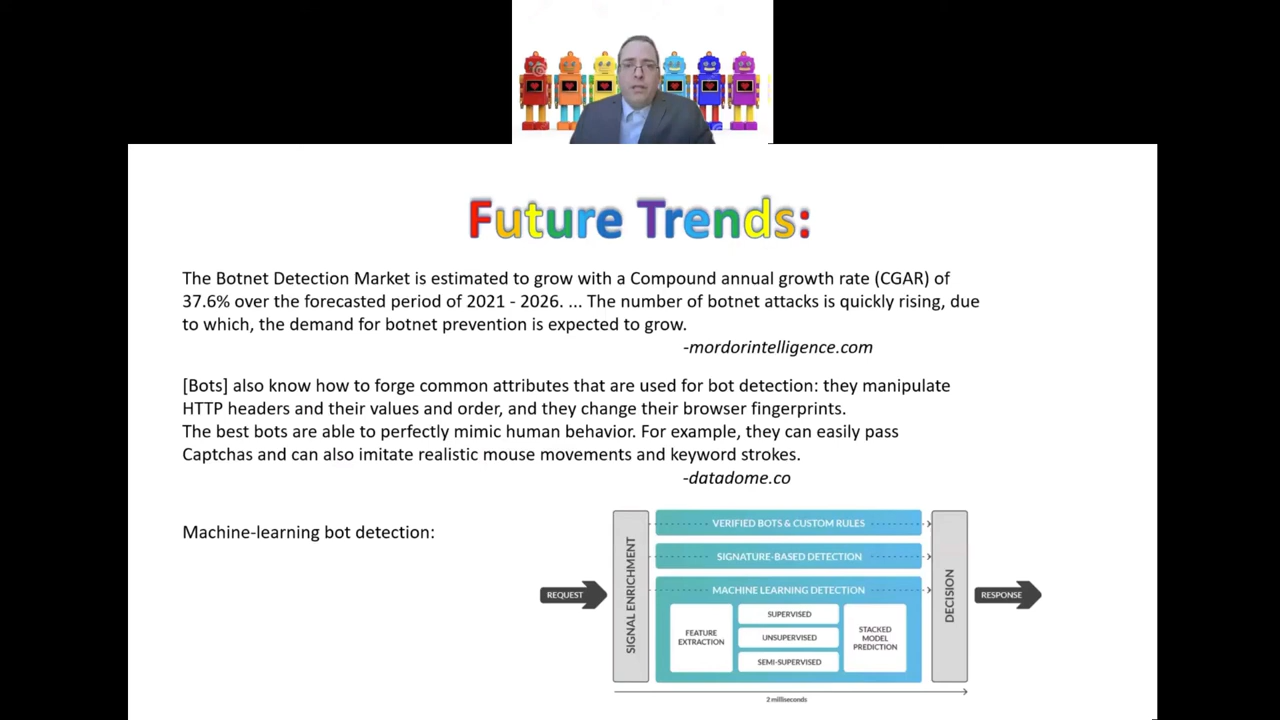 Future Trends:
The Botnet Detection Market is estimated to grow with a Compound annual growth rate (CGAR) of
37.6% over the forecasted period of 2021 - 2026. ... The number of botnet attacks is quickly rising, due
to which, the demand for botnet prevention is expected to grow.
-mordorintelligence.com
[Bots] also know how to forge common attributes that are used for bot detection: they manipulate
HTTP headers and their values and order, and they change their browser fingerprints.
The best bots are able to perfectly mimic human behavior. For example, they can easily pass
Captchas and can also imitate realistic mouse movements and keyword strokes.
-datadome.co
Machine-learning bot detection:
REQUEST
SIGNAL ENRICHMENT
VERIFIED BOTS & CUSTOM RULES
SIGNATURE-BASED DETECTION
MACHINE LEARNING DETECTION
FEATURE
EXTRACTION
SUPERVISED
UNSUPERVISED
SEMI-SUPERVISED
STACKED
MODEL
PREDICTION
DECISION
RESPONSE
2 milliseconds